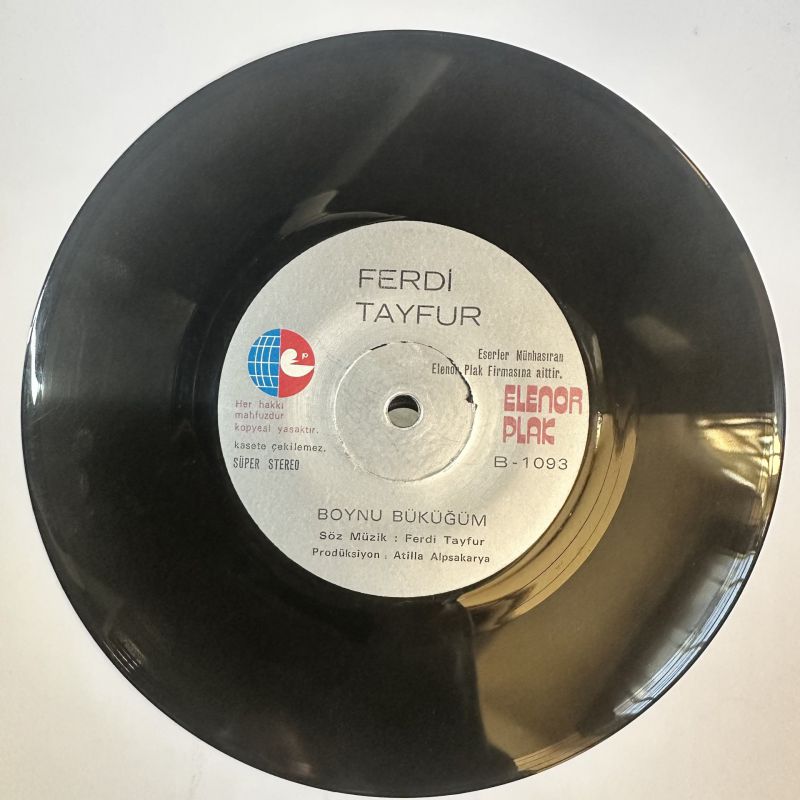 FERDİ
TAYFUR
Eserler Münhasıran
Elenor Plak Firmasına aittir.
ep
Her hakkı
mahfuzdur
kopyesi yasaktır.
kasete çekilemez.
SÜPER STEREO
ELENOR
PLAK
B-1093
BOYNU BÜKÜĞÜM
Söz Müzik : Ferdi Tayfur
Prodüksiyon : Atilla Alpsakarya